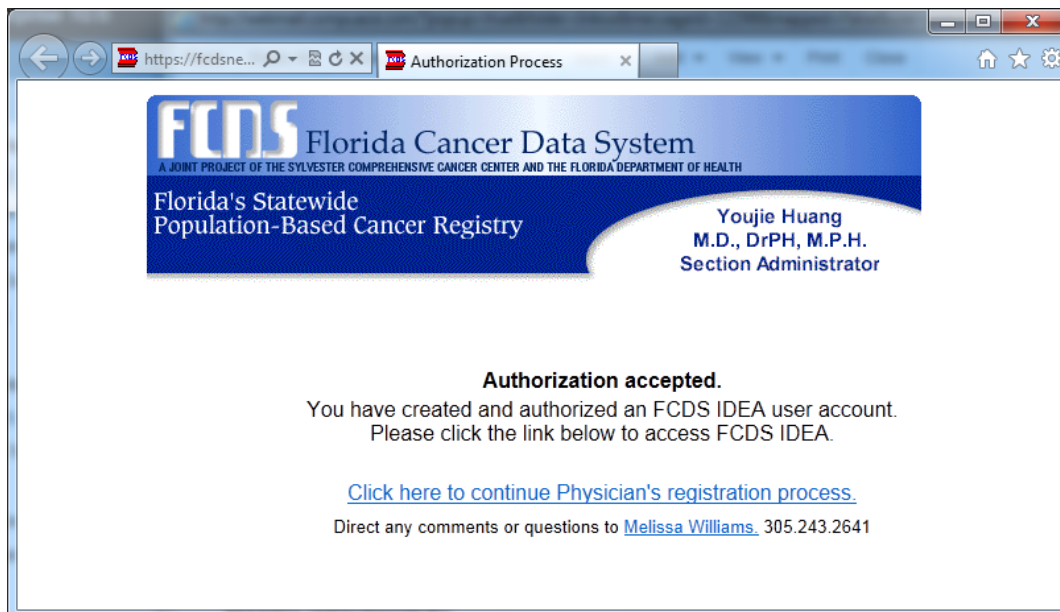 https://fcdsne...
Authorization Process
FCDS Florida Cancer Data System
A JOINT PROJECT OF THE SYLVESTER COMPREHENSIVE CANCER CENTER AND THE FLORIDA DEPARTMENT OF HEALTH
Florida's Statewide
Population-Based Cancer Registry
Youjie Huang
M.D., DrPH, M.P.H.
Section Administrator
Authorization accepted.
You have created and authorized an FCDS IDEA user account.
Please click the link below to access FCDS IDEA.
Click here to continue Physician's registration process.
Direct any comments or questions to Melissa Williams. 305.243.2641